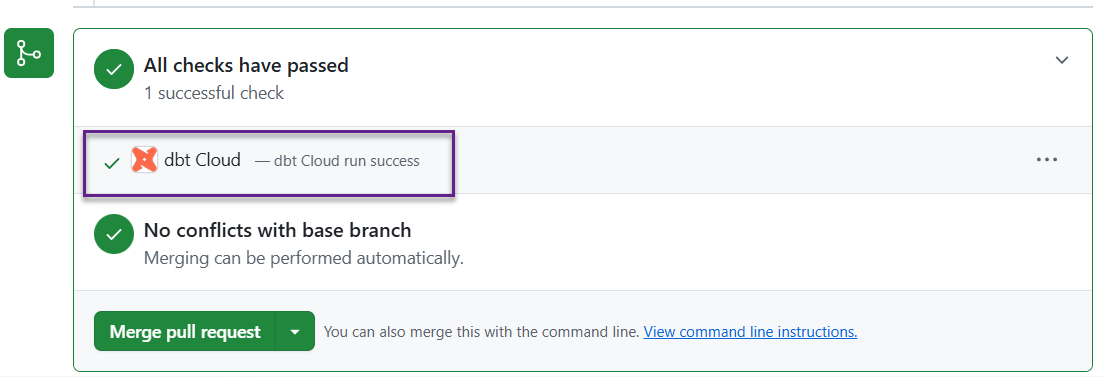 All checks have passed
1 successful check
dbt Cloud — dbt Cloud run success
No conflicts with base branch
Merging can be performed automatically.
Merge pull request You can also merge this with the command line. View command line instructions.